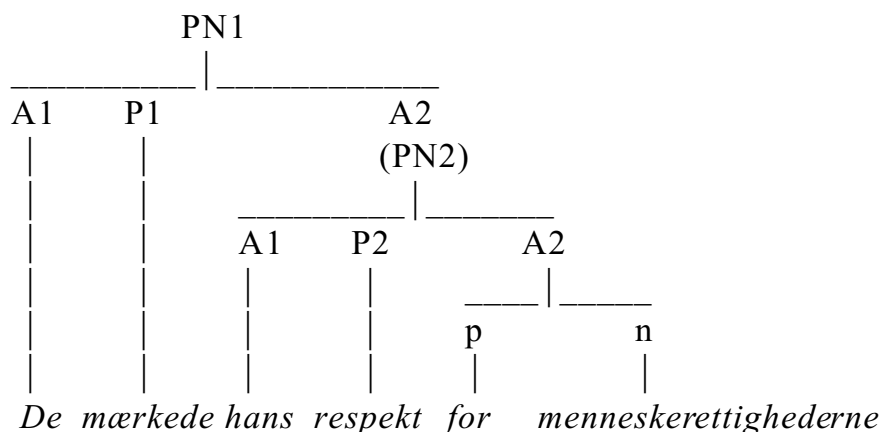 PN1
A1 P1 A2
(PN2)
A1 P2 A2
p n
De mærkede hans respekt for menneskerettighederne